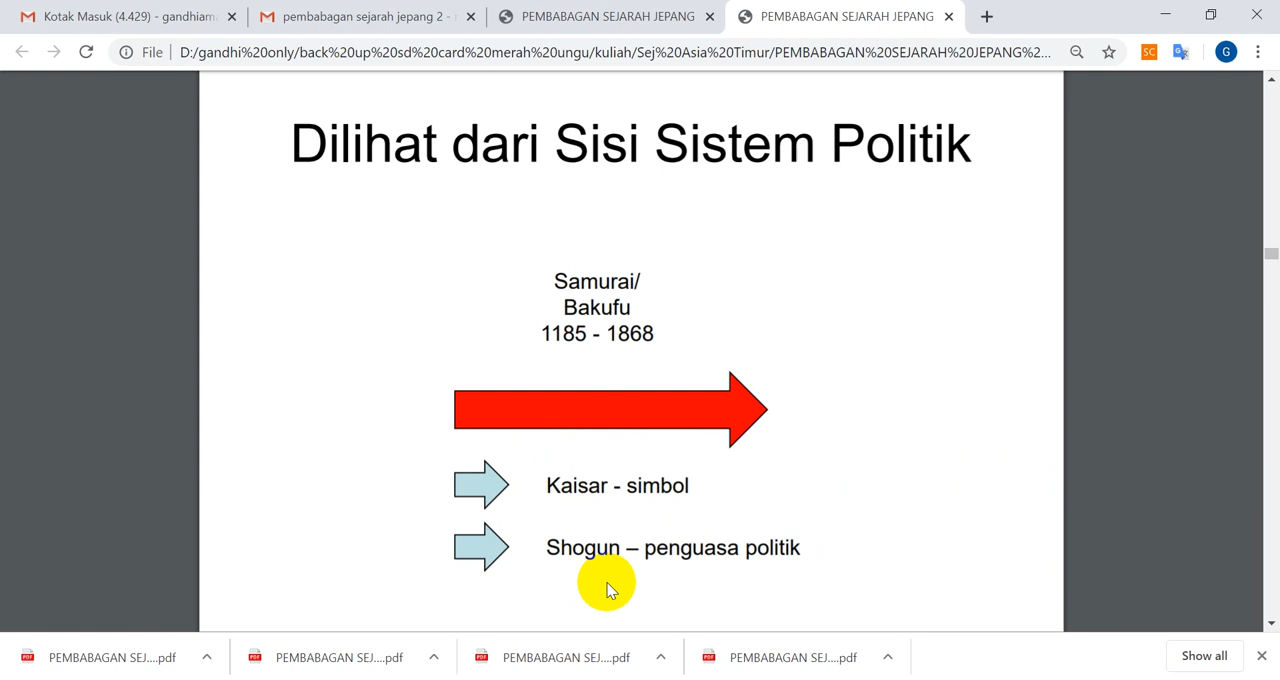 Kotak Masuk (4.429) - gandhiam
pembabagan sejarah jepang 2 -
PEMBABAGAN SEJARAH JEPANG
PEMBABAGAN SEJARAH JEPANG
File
D:/gandhi%20only/back%20up%20sd%20card%20merah%20ungu/kuliah/Sej%20Asia%20Timur/PEMBABAGAN%20SEJARAH%20JEPANG%2...
SC
G
Dilihat dari Sisi Sistem Politik
Samurai/
Bakufu
1185 - 1868
Kaisar - simbol
Shogun – penguasa politik
PEMBABAGAN SEJ....pdf
PEMBABAGAN SEJ....pdf
PEMBABAGAN SEJ....pdf
PEMBABAGAN SEJ....pdf
Show all